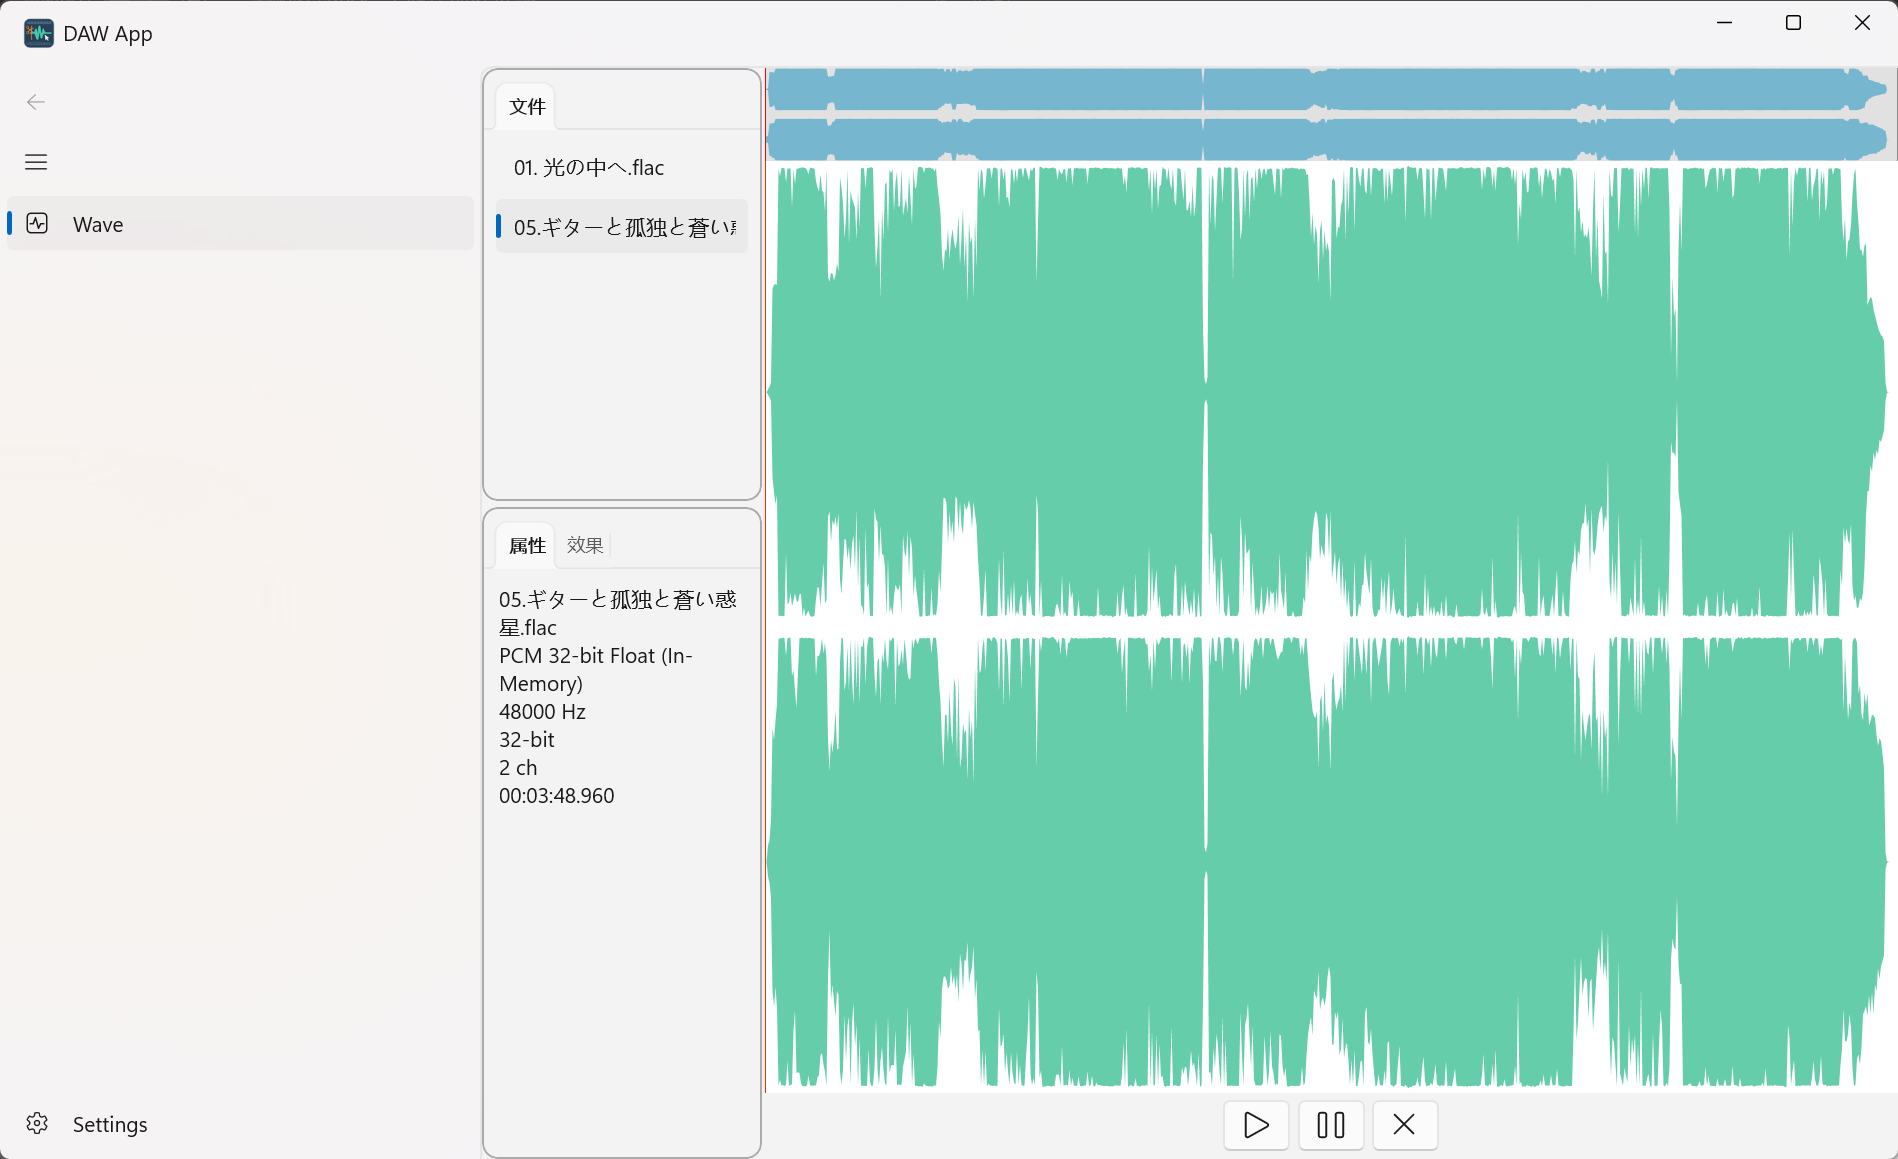 DAW App
Wave
Settings
文件
01. 光の中へ.flac
05.ギターと孤独と蒼い
属性
效果
05.ギターと孤独と蒼い惑
星.flac
PCM 32-bit Float (In-
Memory)
48000 Hz
32-bit
2 ch
00:03:48.960